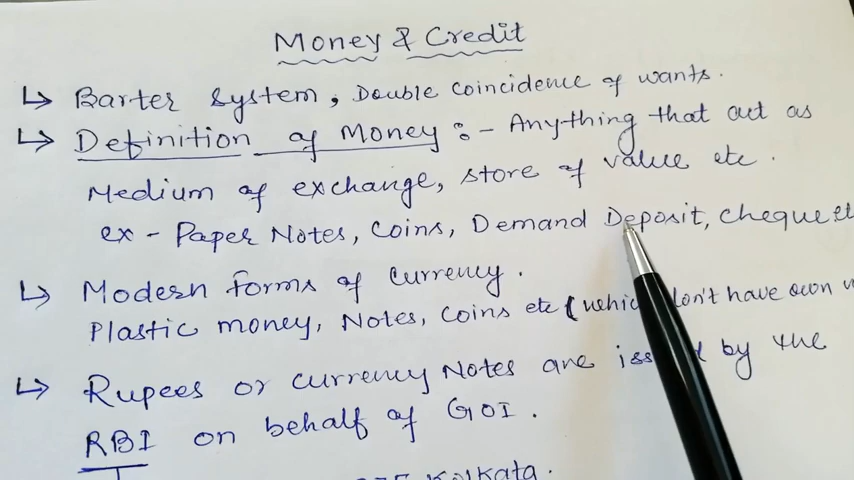 Money & Credit
↳ Barter system, Double coincidence of wants.
↳ Definition of Money :- Anything that act as
Medium of exchange, store of value etc.
ex - Paper Notes, Coins, Demand Deposit, cheque et
↳ Modern forms of currency.
Plastic money, Notes, Coins etc (which don't have own
↳ Rupees or currency Notes are issued by the
RBI on behalf of GOI.
Kolkata.